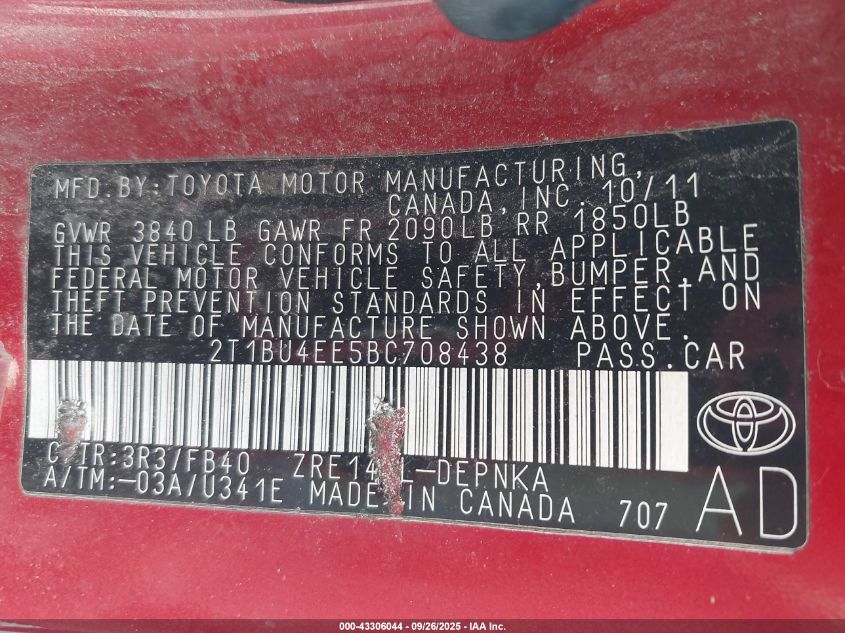 MFD.BY:TOYOTA MOTOR MANUFACTURING,
CANADA,INC. 10/11
GVWR 3840LB GAWR FR 2090LB RR 1850LB
THIS VEHICLE CONFORMS TO ALL APPLICABLE
FEDERAL MOTOR VEHICLE SAFETY,BUMPER,AND
THEFT PREVENTION STANDARDS IN EFFECT ON
THE DATE OF MANUFACTURE SHOWN ABOVE.
2T1BU4EE5BC708438 PASS.CAR
C/TR:3R3/FB40 -DEPNKA
A/TM:-03A/U341E MADE IN CANADA 707 AD
000-43306044 - 09/26/2025 - IAA Inc.